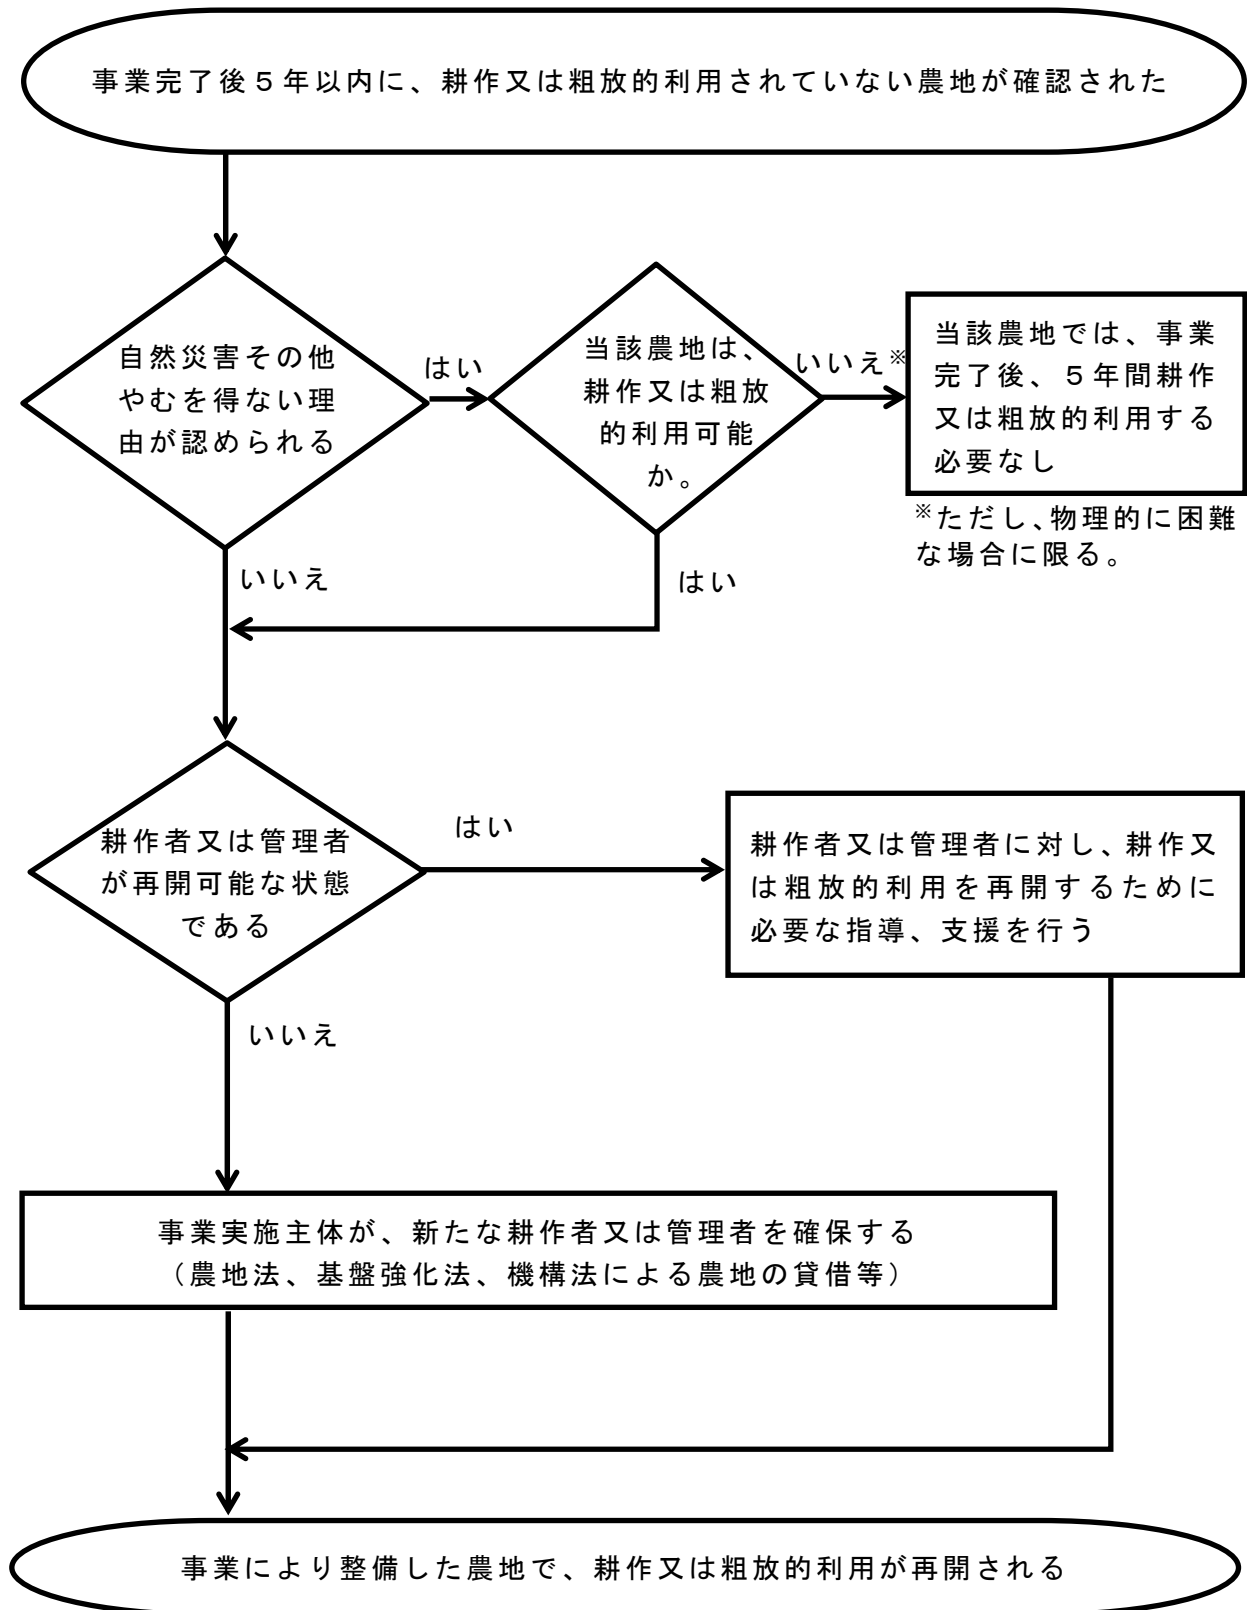 事業完了後５年以内に、耕作又は粗放的利用されていない農地が確認された
自然災害その他
やむを得ない理
由が認められる
はい
当該農地は、
耕作又は粗放
的利用可能
か。
いいえ※
当該農地では、事業
完了後、５年間耕作
又は粗放的利用する
必要なし
※ただし、物理的に困難
な場合に限る。
いいえ
はい
耕作者又は管理者
が再開可能な状態
である
はい
耕作者又は管理者に対し、耕作又
は粗放的利用を再開するために
必要な指導、支援を行う
いいえ
事業実施主体が、新たな耕作者又は管理者を確保する
（農地法、基盤強化法、機構法による農地の貸借等）
事業により整備した農地で、耕作又は粗放的利用が再開される